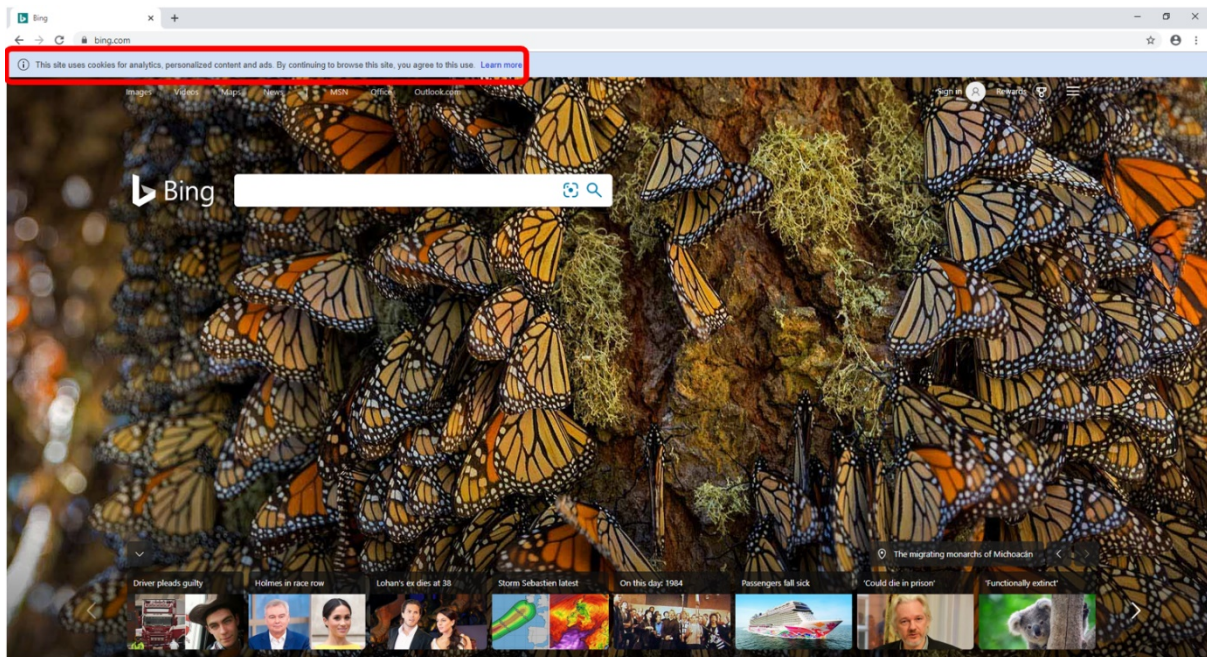 Bing
bing.com
This site uses cookies for analytics, personalized content and ads. By continuing to browse this site, you agree to this use. Learn more
Images Videos Maps News MSN Office Outlook.com Sign in Rewards
Bing
The migrating monarchs of Michoacán
Driver pleads guilty Holmes in race row Lohan's ex dies at 38 Storm Sebastien latest On this day: 1984 Passengers fall sick 'Could die in prison' 'Functionally extinct'